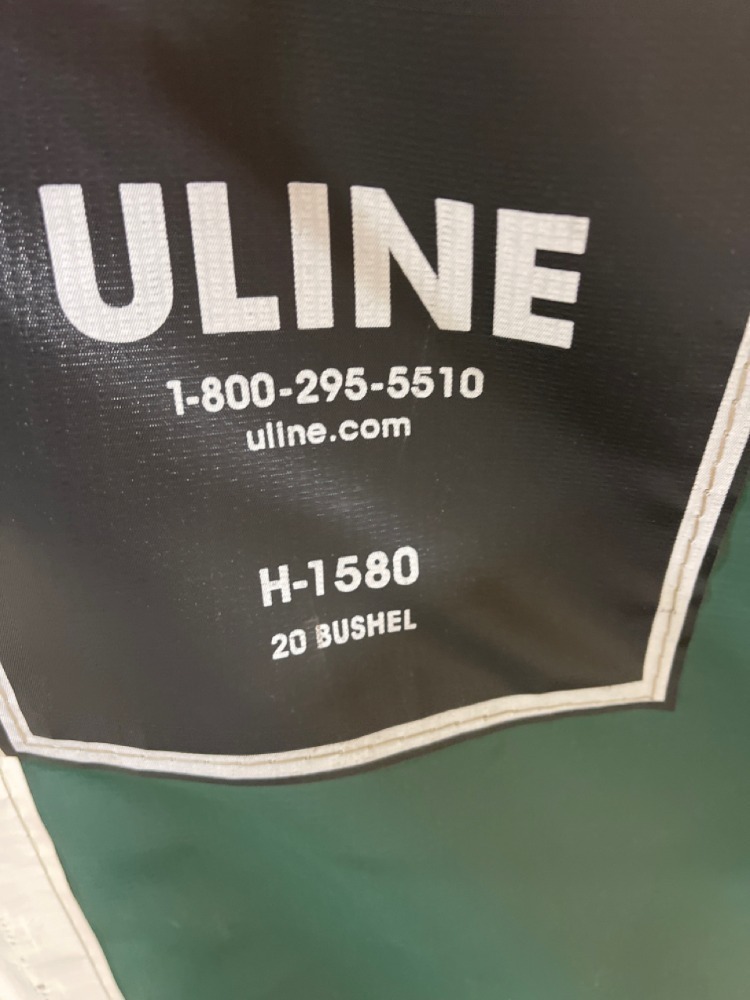 ULINE
1-800-295-5510
uline.com
H-1580
20 BUSHEL